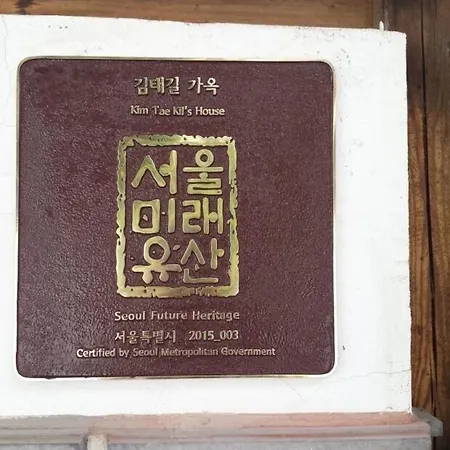 김태길 가옥
Kim Tae Kil's House
서울
미래
유산
Seoul Future Heritage
서울특별시 2015_003
Certified by Seoul Metropolitan Government